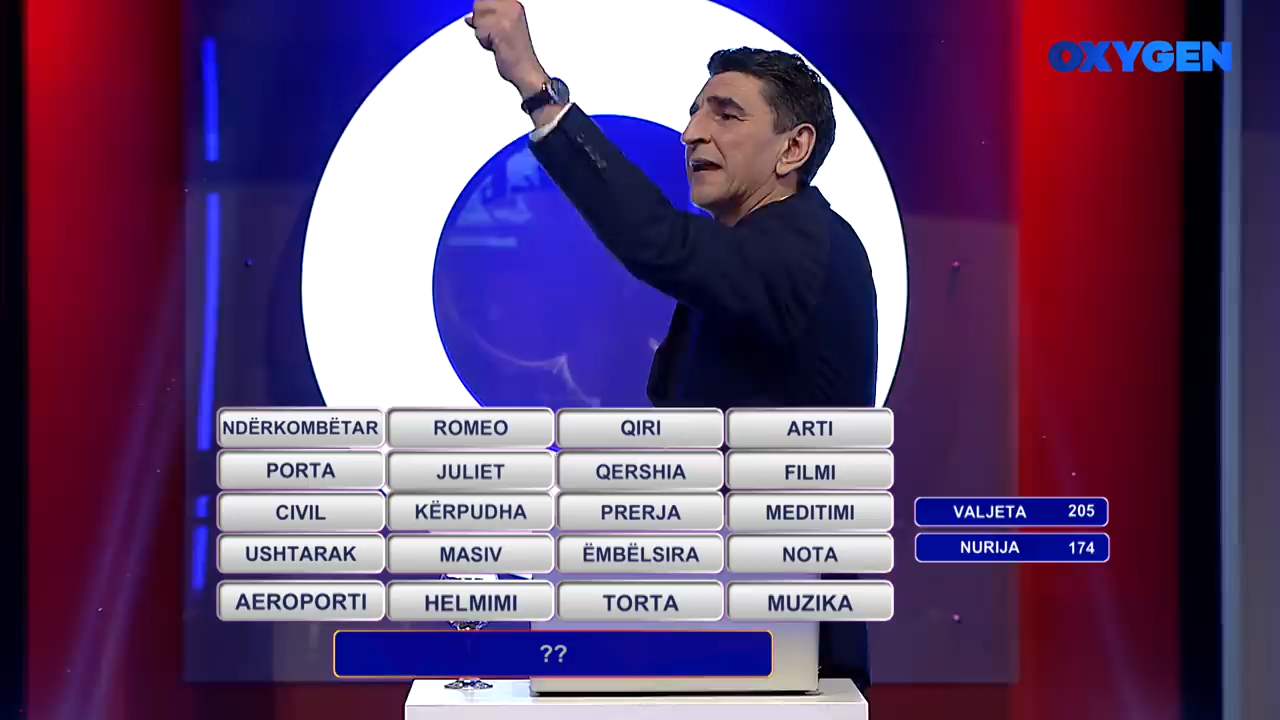 OXYGEN
NDËRKOMBËTAR ROMEO QIRI ARTI
PORTA JULIET QERSHIA FILMI
CIVIL KËRPUDHA PRERJA MEDITIMI
USHTARAK MASIV ËMBËLSIRA NOTA
AEROPORTI HELMIMI TORTA MUZIKA
VALJETA 205
NURIJA 174
??